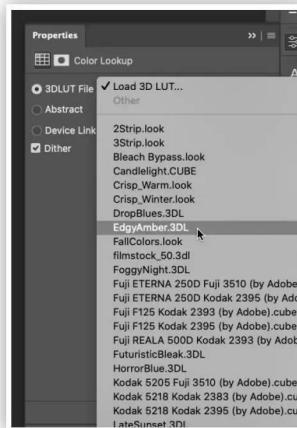 Properties
Color Lookup
3DLUT File
Abstract
Device Link
Dither
Load 3D LUT...
Other
2Strip.look
3Strip.look
Bleach Bypass.look
Candlelight.CUBE
Crisp_Warm.look
Crisp_Winter.look
DropBlues.3DL
EdgyAmber.3DL
FallColors.look
filmstock_50.3dl
FoggyNight.3DL
Fuji ETERNA 250D Fuji 3510 (by Adobe
Fuji ETERNA 250D Kodak 2395 (by Adob
Fuji F125 Kodak 2393 (by Adobe).cube
Fuji F125 Kodak 2395 (by Adobe).cube
Fuji REALA 500D Kodak 2393 (by Adob
FuturisticBleak.3DL
HorrorBlue.3DL
Kodak 5205 Fuji 3510 (by Adobe).cube
Kodak 5218 Kodak 2383 (by Adobe).cu
Kodak 5218 Kodak 2395 (by Adobe).cu
LateSunset.3DL